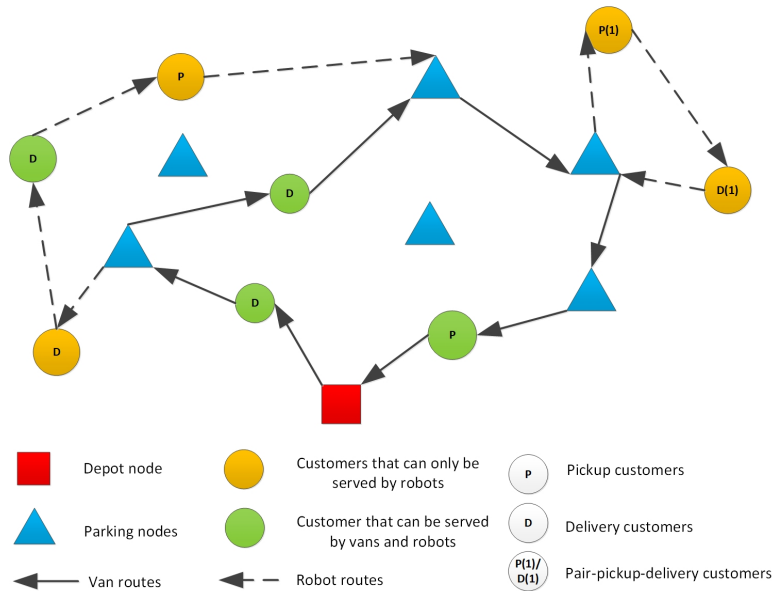 P(1)
P
D
D(1)
D
D
D
P
Depot node
Customers that can only be
served by robots
P
Pickup customers
Parking nodes
Customer that can be served
by vans and robots
D
Delivery customers
Van routes
Robot routes
P(1)/
D(1)
Pair-pickup-delivery customers